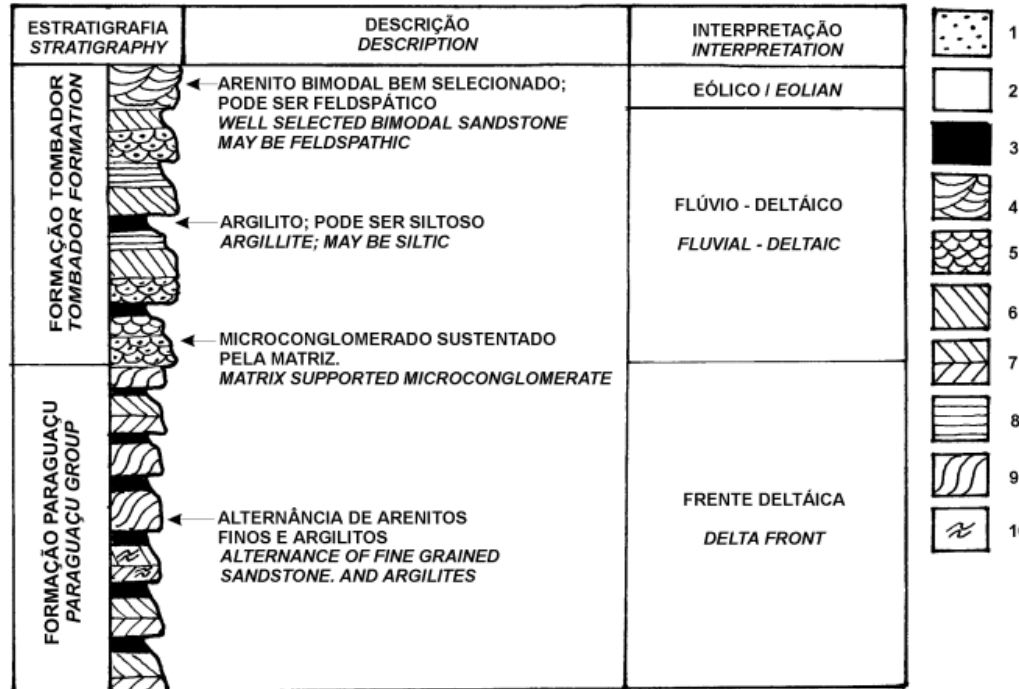 ESTRATIGRAFIA
STRATIGRAPHY
DESCRIÇÃO
DESCRIPTION
INTERPRETAÇÃO
INTERPRETATION
FORMAÇÃO TOMBADOR
TOMBADOR FORMATION
ARENITO BIMODAL BEM SELECIONADO;
PODE SER FELDSPÁTICO
WELL SELECTED BIMODAL SANDSTONE
MAY BE FELDSPATHIC
EÓLICO / EOLIAN
ARGILITO; PODE SER SILTOSO
ARGILLITE; MAY BE SILTIC
FLÚVIO - DELTÁICO
FLUVIAL - DELTAIC
MICROCONGLOMERADO SUSTENTADO
PELA MATRIZ.
MATRIX SUPPORTED MICROCONGLOMERATE
FORMAÇÃO PARAGUAÇU
PARAGUAÇU GROUP
ALTERNÂNCIA DE ARENITOS
FINOS E ARGILITOS
ALTERNANCE OF FINE GRAINED
SANDSTONE. AND ARGILITES
FRENTE DELTÁICA
DELTA FRONT
1
2
3
4
5
6
7
8
9